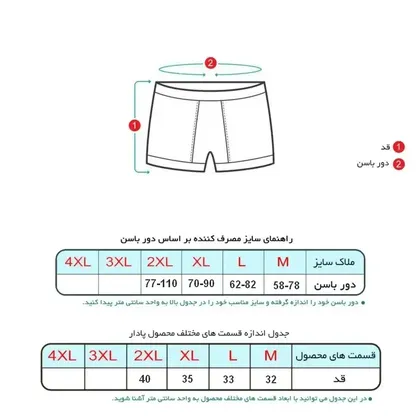 2
1
1 قد
2 دور باسن
راهنمای سایز مصرف کننده بر اساس دور باسن
ملاک سایز M L XL 2XL 3XL 4XL
دور باسن 58-78 62-82 70-90 77-110
دور باسن خود را اندازه گرفته و سایز مناسب خود را در جدول بالا به واحد سانتی متر پیدا کنید.
جدول اندازه قسمت های مختلف محصول پادار
قسمت های محصول M L XL 2XL 3XL 4XL
قد 32 33 35 40
در این جدول می توانید با ابعاد قسمت های مختلف محصول به واحد سانتی متر آشنا شوید.